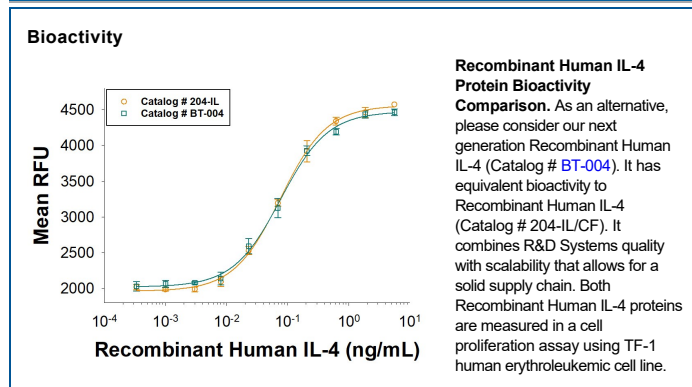 Bioactivity
Catalog # 204-IL
Catalog # BT-004
4500
4000
3500
3000
2500
2000
Mean RFU
10-4
10-3
10-2
10-1
100
101
Recombinant Human IL-4 (ng/mL)
Recombinant Human IL-4
Protein Bioactivity
Comparison. As an alternative,
please consider our next
generation Recombinant Human
IL-4 (Catalog # BT-004). It has
equivalent bioactivity to
Recombinant Human IL-4
(Catalog # 204-IL/CF). It
combines R&D Systems quality
with scalability that allows for a
solid supply chain. Both
Recombinant Human IL-4 proteins
are measured in a cell
proliferation assay using TF-1
human erythroleukemic cell line.